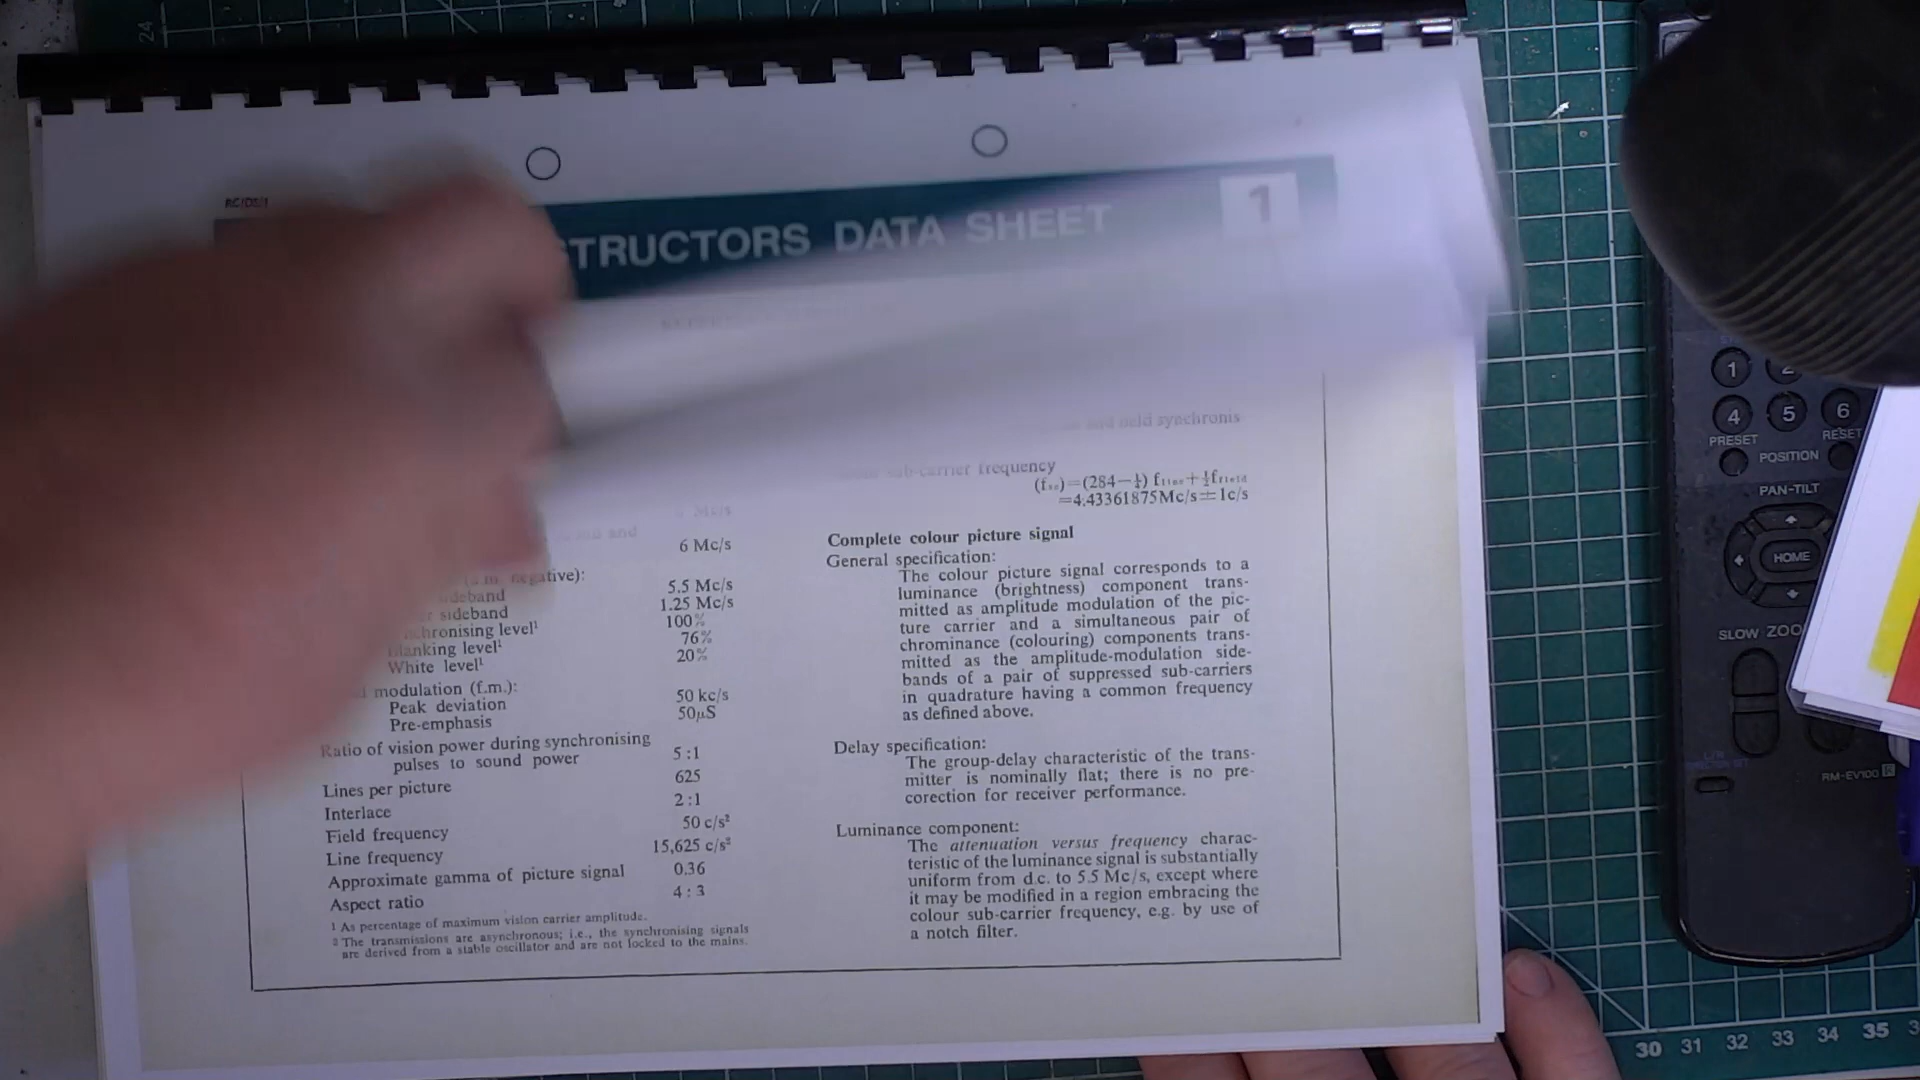 24
STRUCTORS DATA SHEET
1
and field synchronis-
sub-carrier frequency
=4.43361875Mc/s±1c/s
Mc/s
and
6 Mc/s
negative):
5.5 Mc/s
sideband
1.25 Mc/s
sideband
100%
level¹
76%
Blanking level¹
20%
White level¹
modulation (f.m.):
Peak deviation
50 kc/s
Pre-emphasis
50μS
Ratio of vision power during synchronising
pulses to sound power
5 :1
Lines per picture
625
Interlace
2 : 1
Field frequency
50 c/s²
Line frequency
15,625 c/s²
Approximate gamma of picture signal
0.36
Aspect ratio
4 : 3
1 As percentage of maximum vision carrier amplitude.
2 The transmissions are asynchronous; i.e., the synchronising signals
are derived from a stable oscillator and are not locked to the mains.
Complete colour picture signal
General specification:
The colour picture signal corresponds to a
luminance (brightness) component trans-
mitted as amplitude modulation of the pic-
ture carrier and a simultaneous pair of
chrominance (colouring) components trans-
mitted as the amplitude-modulation side-
bands of a pair of suppressed sub-carriers
in quadrature having a common frequency
as defined above.
Delay specification:
The group-delay characteristic of the trans-
mitter is nominally flat; there is no pre-
corection for receiver performance.
Luminance component:
The attenuation versus frequency charac-
teristic of the luminance signal is substantially
uniform from d.c. to 5.5 Mc/s, except where
it may be modified in a region embracing the
colour sub-carrier frequency, e.g. by use of
a notch filter.
1 2
4 5 6
PRESET
RESET
POSITION
PAN-TILT
HOME
SLOW ZOO
RM-EV100
30 31 32 33 34 35